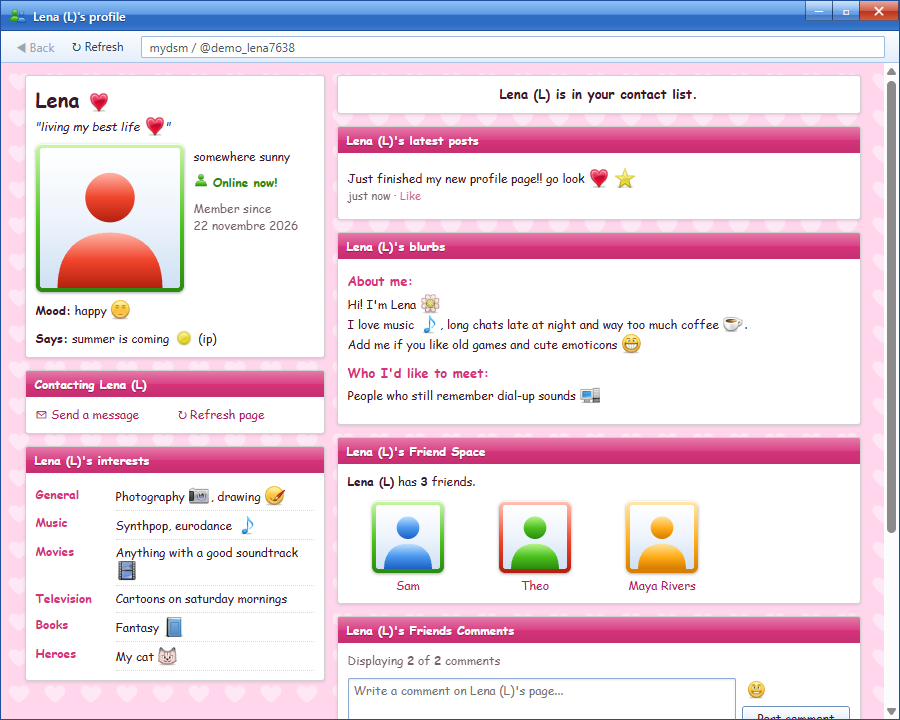 Lena (L)'s profile
Back
Refresh
mydsm / @demo_lena7638
Lena
"living my best life "
somewhere sunny
Online now!
Member since
22 novembre 2026
Mood: happy
Says: summer is coming (ip)
Contacting Lena (L)
Send a message
Refresh page
Lena (L)'s interests
General Photography , drawing
Music Synthpop, eurodance
Movies Anything with a good soundtrack
Television Cartoons on saturday mornings
Books Fantasy
Heroes My cat
Lena (L) is in your contact list.
Lena (L)'s latest posts
Just finished my new profile page!! go look
just now · Like
Lena (L)'s blurbs
About me:
Hi! I'm Lena
I love music , long chats late at night and way too much coffee .
Add me if you like old games and cute emoticons
Who I'd like to meet:
People who still remember dial-up sounds
Lena (L)'s Friend Space
Lena (L) has 3 friends.
Sam
Theo
Maya Rivers
Lena (L)'s Friends Comments
Displaying 2 of 2 comments
Write a comment on Lena (L)'s page...
Post comment